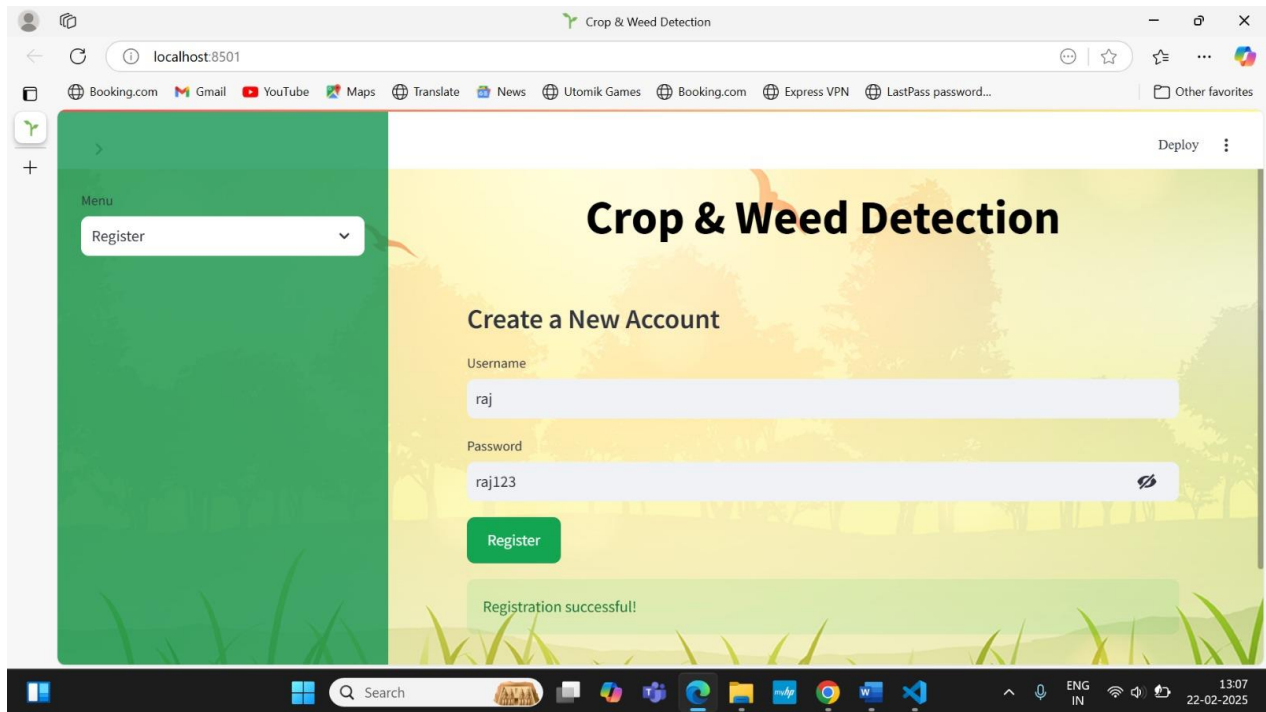 Crop & Weed Detection
localhost:8501
Booking.com Gmail YouTube Maps Translate News Utomik Games Booking.com Express VPN LastPass password... Other favorites
Deploy
Menu
Register
Crop & Weed Detection
Create a New Account
Username
raj
Password
raj123
Register
Registration successful!
Search
myhp
ENG
IN
13:07
22-02-2025